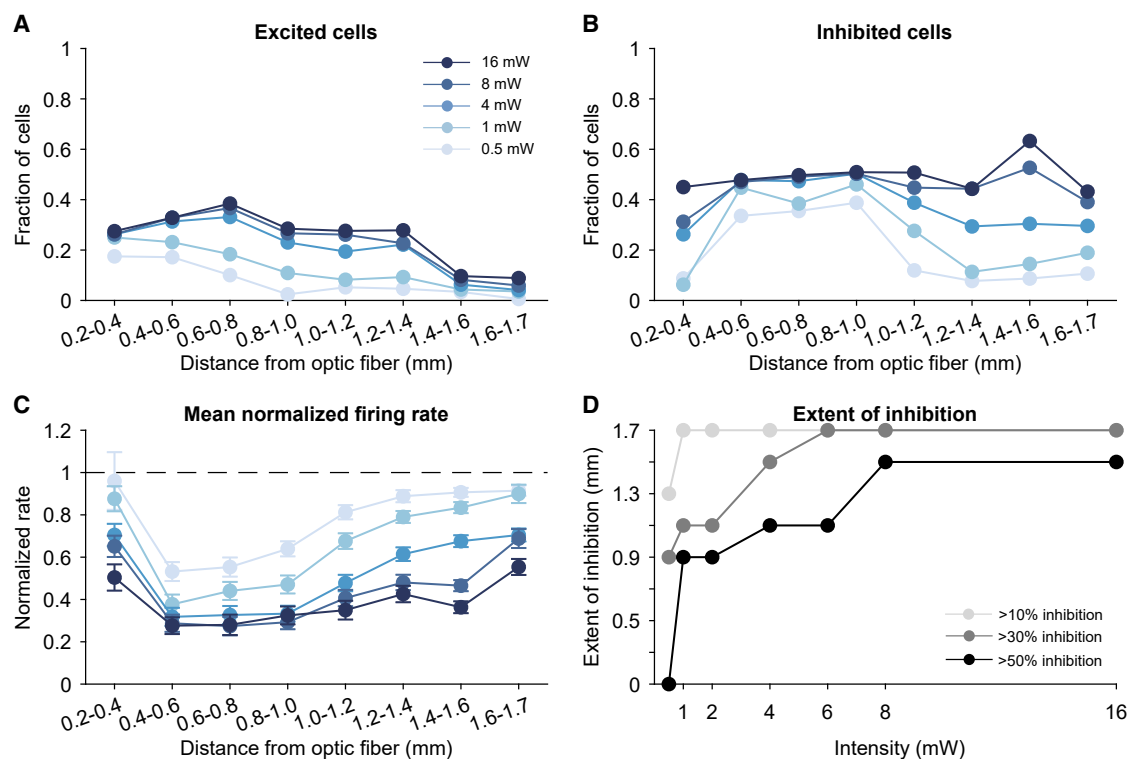 A
Excited cells
1
0.8
0.6
0.4
0.2
0
Fraction of cells
16 mW
8 mW
4 mW
1 mW
0.5 mW
0.2-0.4
0.4-0.6
0.6-0.8
0.8-1.0
1.0-1.2
1.2-1.4
1.4-1.6
1.6-1.7
Distance from optic fiber (mm)
B
Inhibited cells
1
0.8
0.6
0.4
0.2
0
Fraction of cells
0.2-0.4
0.4-0.6
0.6-0.8
0.8-1.0
1.0-1.2
1.2-1.4
1.4-1.6
1.6-1.7
Distance from optic fiber (mm)
C
Mean normalized firing rate
1.2
1
0.8
0.6
0.4
0.2
0
Normalized rate
0.2-0.4
0.4-0.6
0.6-0.8
0.8-1.0
1.0-1.2
1.2-1.4
1.4-1.6
1.6-1.7
Distance from optic fiber (mm)
D
Extent of inhibition
1.7
1.3
0.9
0.5
0
Extent of inhibition (mm)
>10% inhibition
>30% inhibition
>50% inhibition
1 2 4 6 8 16
Intensity (mW)